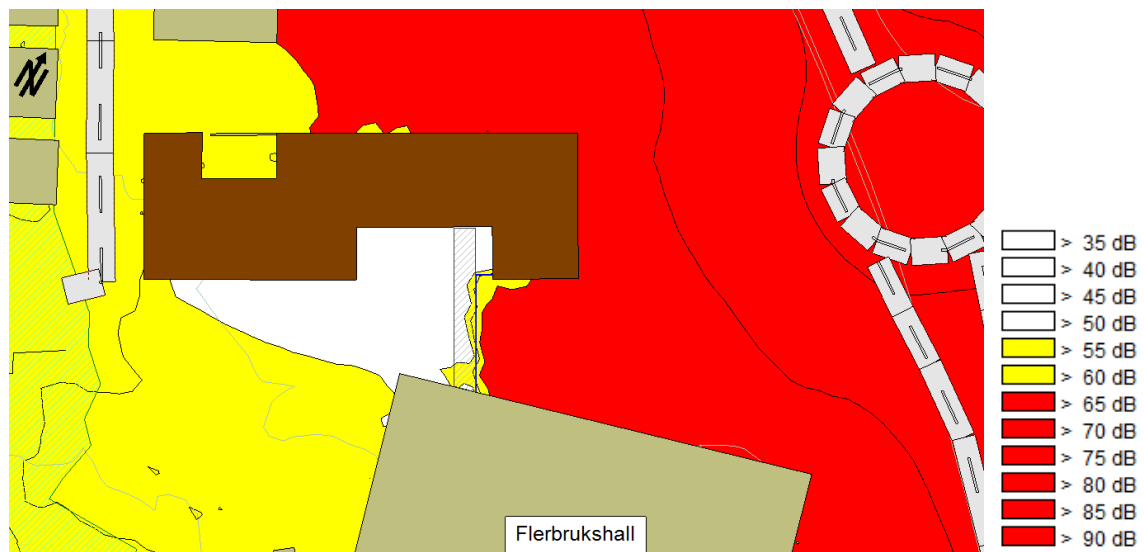 N
> 35 dB
> 40 dB
> 45 dB
> 50 dB
> 55 dB
> 60 dB
> 65 dB
> 70 dB
> 75 dB
> 80 dB
> 85 dB
> 90 dB
Flerbrukshall